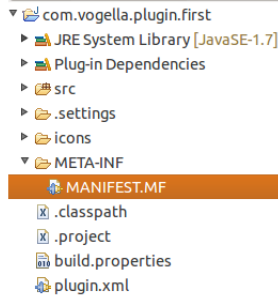 com.vogella.plugin.first
JRE System Library [JavaSE-1.7]
Plug-in Dependencies
src
.settings
icons
META-INF
MANIFEST.MF
.classpath
.project
build.properties
plugin.xml